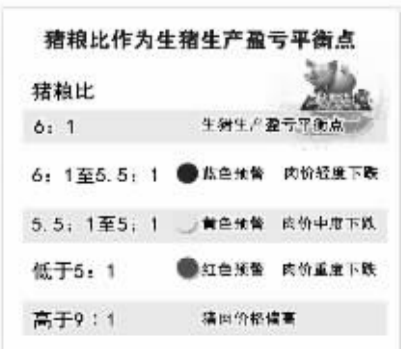 猪粮比作为生猪生产盈亏平衡点
猪粮比
6：1 生猪生产盈亏平衡点
6：1至5.5：1 蓝色预警 肉价轻度下跌
5.5：1至5：1 黄色预警 肉价中度下跌
低于5：1 红色预警 肉价重度下跌
高于9：1 猪肉价格偏高